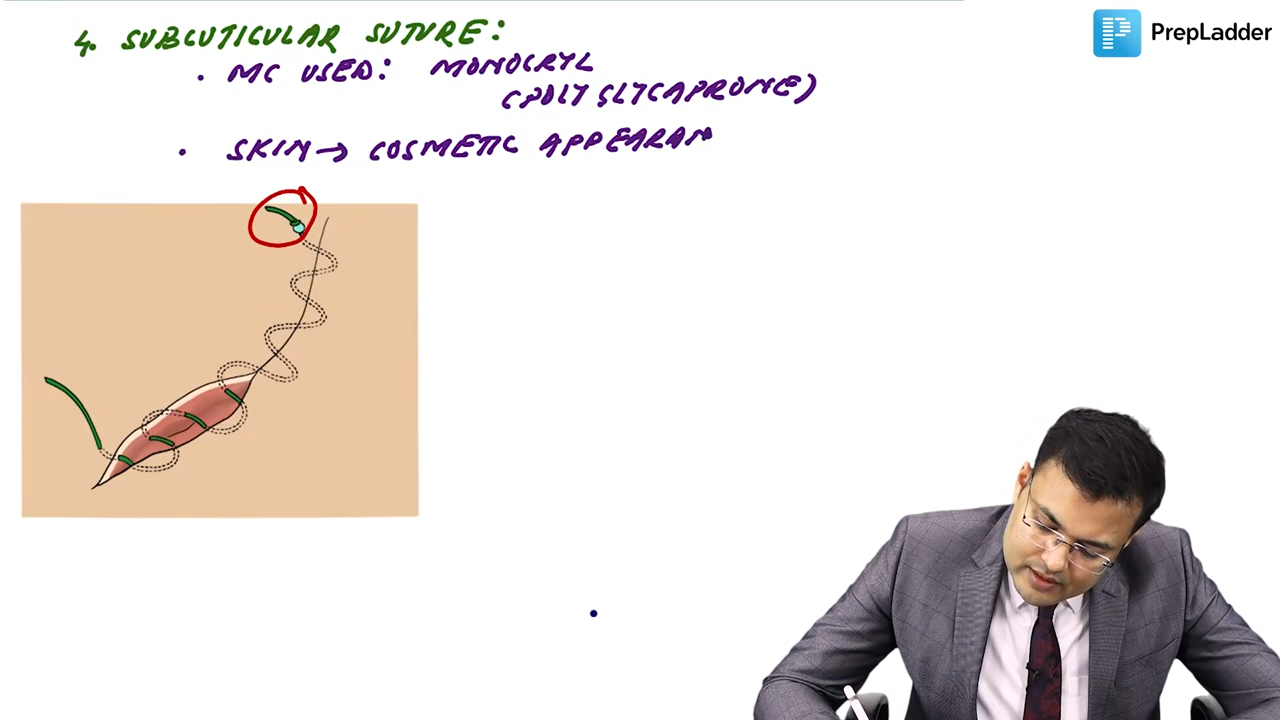 4. SUBCUTICULAR SUTURE:
• MC USED: MONOCRYL
(POLY GLYCAPRONE)
• SKIN → COSMETIC APPEARAN
PrepLadder